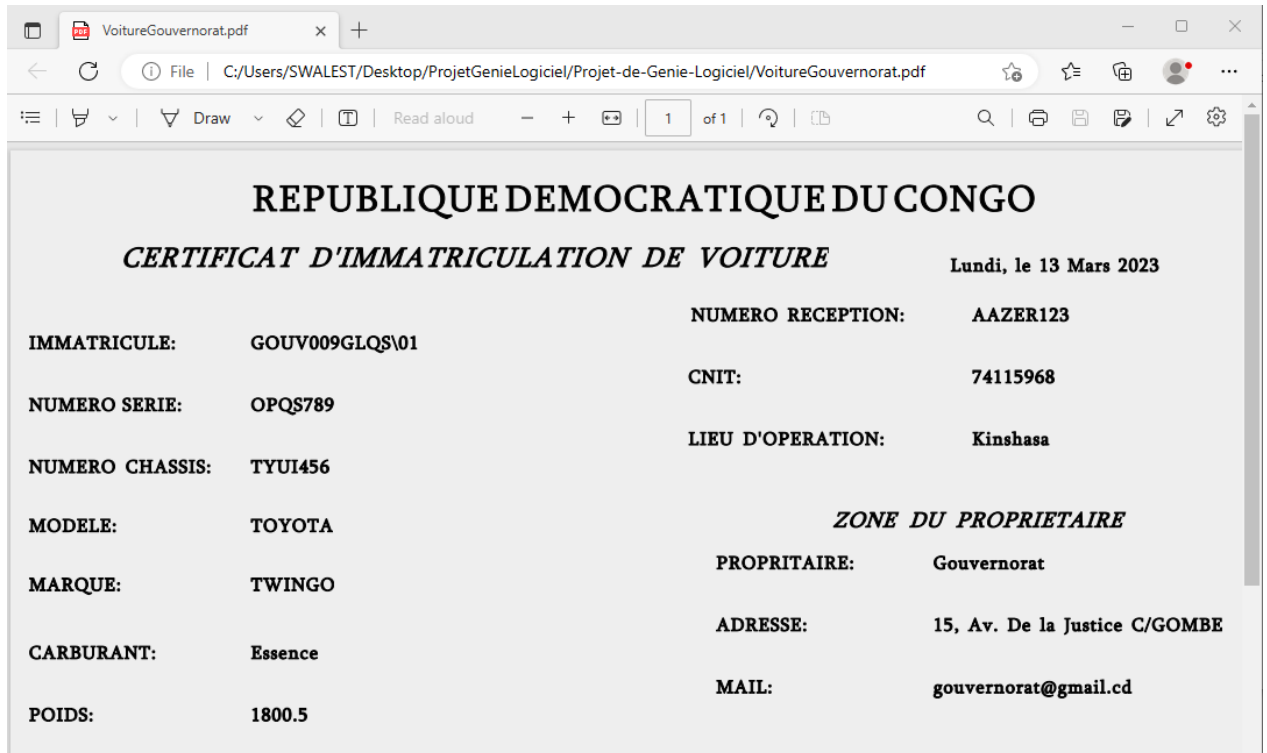 VoitureGouvernorat.pdf
File | C:/Users/SWALEST/Desktop/ProjetGenieLogiciel/Projet-de-Genie-Logiciel/VoitureGouvernorat.pdf
Draw Read aloud 1 of 1
REPUBLIQUE DEMOCRATIQUE DU CONGO
CERTIFICAT D'IMMATRICULATION DE VOITURE
Lundi, le 13 Mars 2023
NUMERO RECEPTION: AAZER123
IMMATRICULE: GOUV009GLQS\01
CNIT: 74115968
NUMERO SERIE: OPQS789
LIEU D'OPERATION: Kinshasa
NUMERO CHASSIS: TYUI456
MODELE: TOYOTA
ZONE DU PROPRIETAIRE
PROPRITAIRE: Gouvernorat
MARQUE: TWINGO
ADRESSE: 15, Av. De la Justice C/GOMBE
CARBURANT: Essence
MAIL: gouvernorat@gmail.cd
POIDS: 1800.5